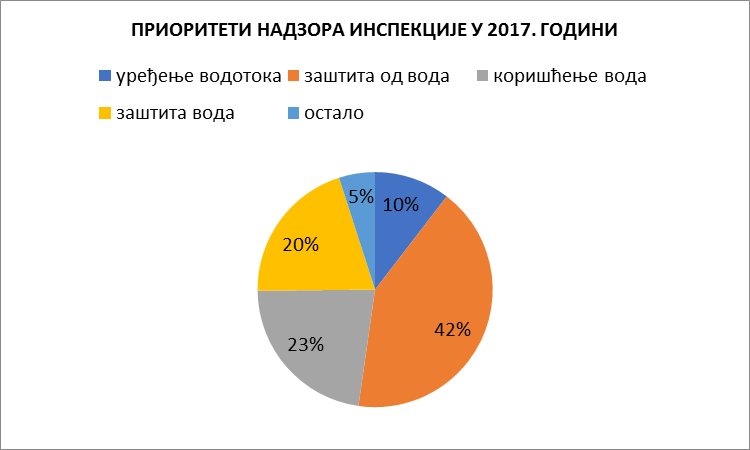 ПРИОРИТЕТИ НАДЗОРА ИНСПЕКЦИЈЕ У 2017. ГОДИНИ
уређење водотока заштита од вода коришћење вода
заштита вода остало
5% 10%
20%
42%
23%